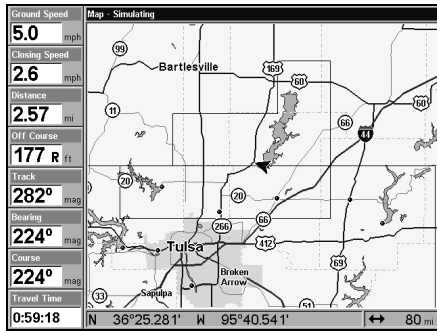 Ground Speed
5.0 mph
Closing Speed
2.6 mph
Distance
2.57 mi
Off Course
177 R ft
Track
282° mag
Bearing
224° mag
Course
224° mag
Travel Time
0:59:18
Map - Simulating
99
169
Bartlesville
60
60
11
66
44
20
20
266
66
Tulsa
412
Broken
Arrow
69
Sapulpa
33
51
N 36°25.281' W 95°40.541' ↔ 80 mi